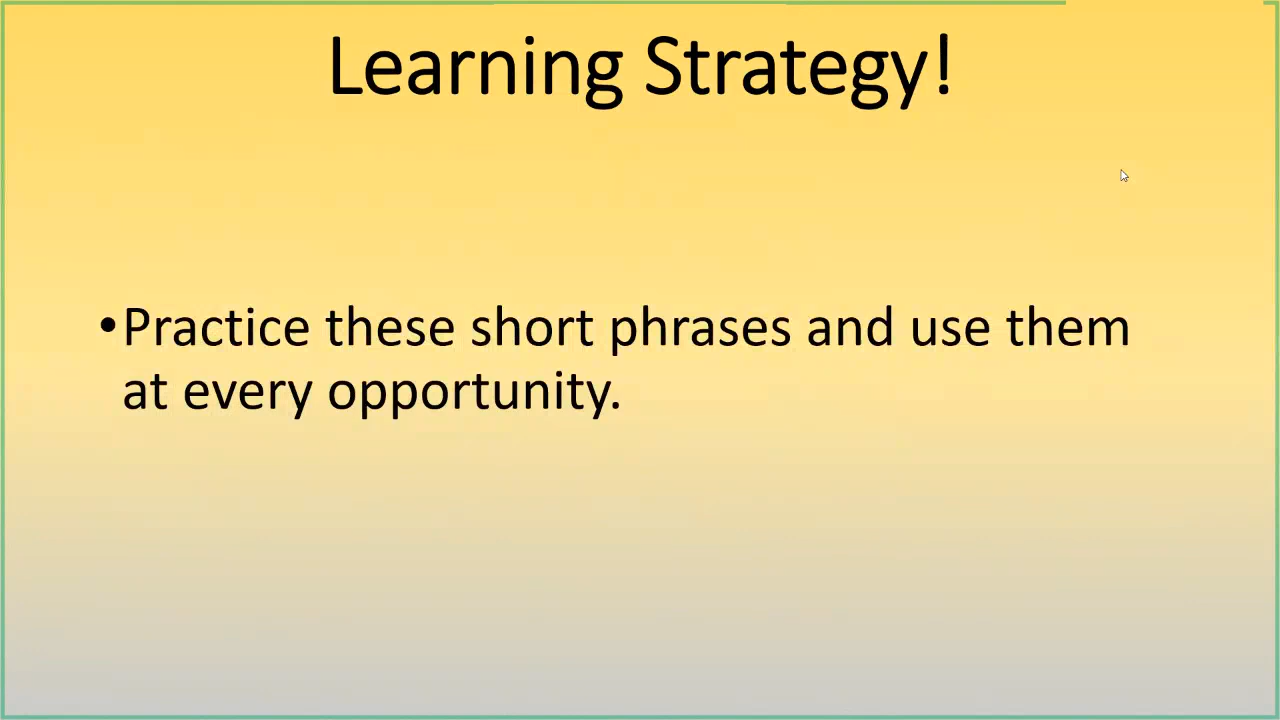 Learning Strategy!
•Practice these short phrases and use them
at every opportunity.